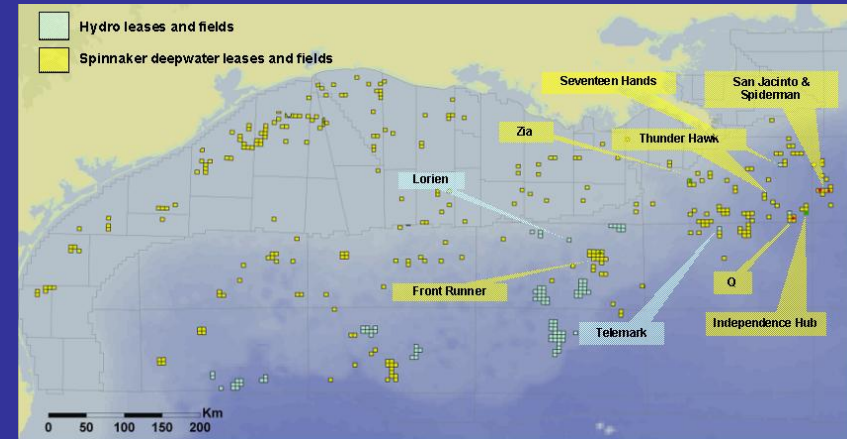 Hydro leases and fields
Spinnaker deepwater leases and fields
Seventeen Hands
San Jacinto &
Spiderman
Zia
Thunder Hawk
Lorien
Front Runner
Q
Independence Hub
Telemark
Km
0 50 100 150 200